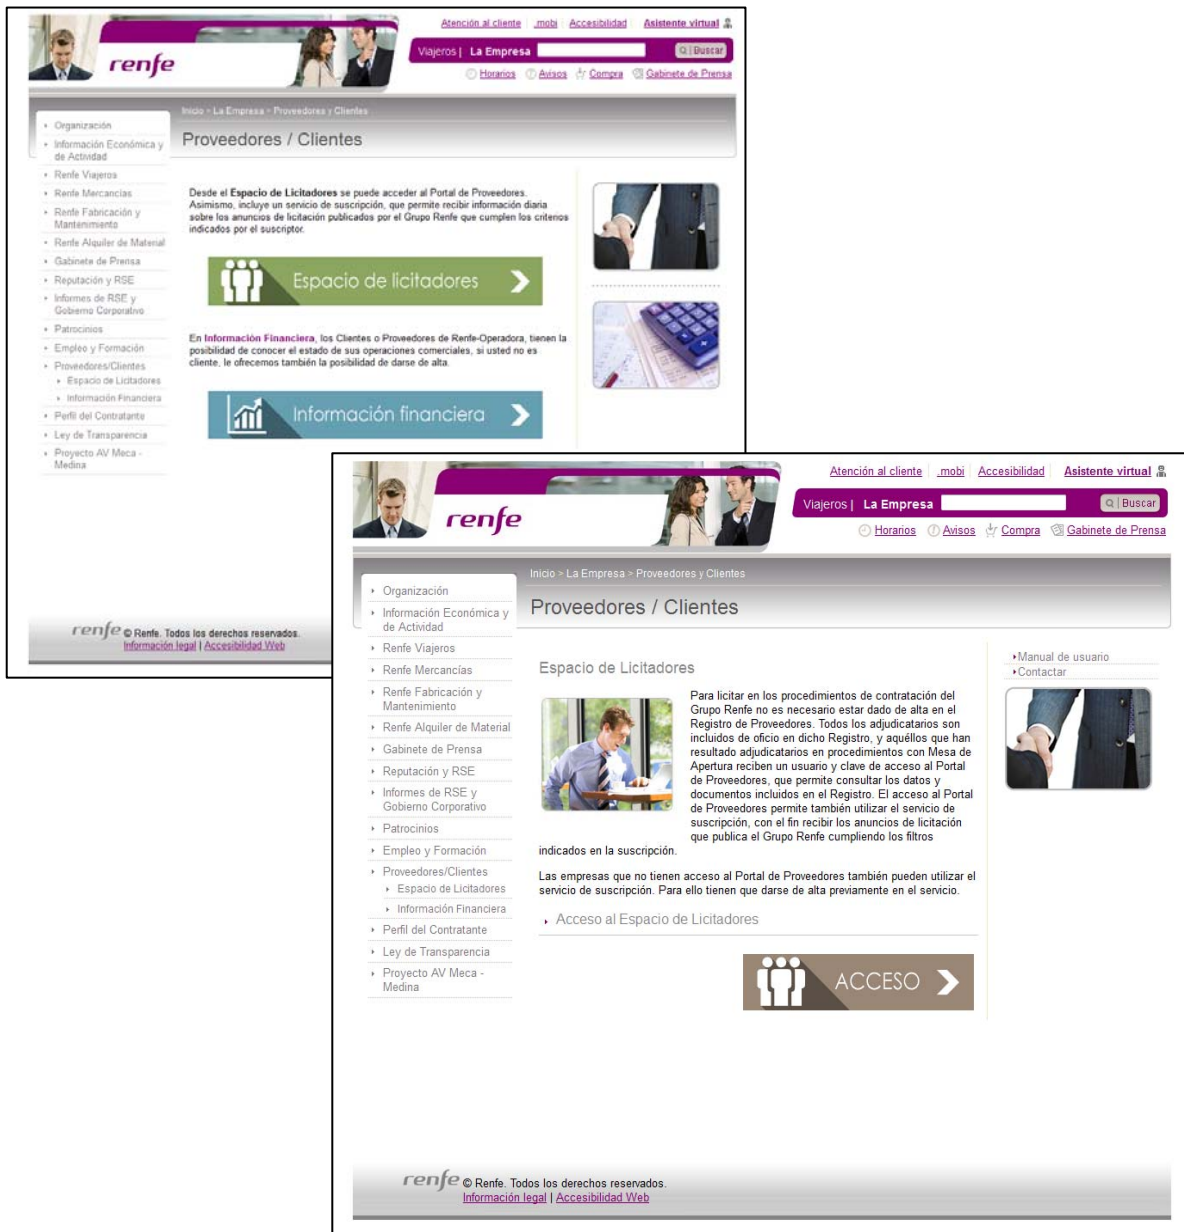 Atención al cliente .mobi Accesibilidad Asistente virtual
renfe
Viajeros | La Empresa Buscar
Horarios Avisos Compra Gabinete de Prensa
Inicio > La Empresa > Proveedores y Clientes
Proveedores / Clientes
Organización
Información Económica y
de Actividad
Renfe Viajeros
Renfe Mercancías
Renfe Fabricación y
Mantenimiento
Renfe Alquiler de Material
Gabinete de Prensa
Reputación y RSE
Informes de RSE y
Gobierno Corporativo
Patrocinios
Empleo y Formación
Proveedores/Clientes
Espacio de Licitadores
Información Financiera
Perfil del Contratante
Ley de Transparencia
Proyecto AV Meca -
Medina
Desde el Espacio de Licitadores se puede acceder al Portal de Proveedores.
Asimismo, incluye un servicio de suscripción, que permite recibir información diaria
sobre los anuncios de licitación publicados por el Grupo Renfe que cumplen los criterios
indicados por el suscriptor.
Espacio de licitadores
En Información Financiera, los Clientes o Proveedores de Renfe-Operadora, tienen la
posibilidad de conocer el estado de sus operaciones comerciales, si usted no es
cliente, le ofrecemos también la posibilidad de darse de alta.
Información financiera
renfe © Renfe. Todos los derechos reservados.
Información legal | Accesibilidad Web
Atención al cliente .mobi Accesibilidad Asistente virtual
renfe
Viajeros | La Empresa Buscar
Horarios Avisos Compra Gabinete de Prensa
Inicio > La Empresa > Proveedores y Clientes
Proveedores / Clientes
Organización
Información Económica y
de Actividad
Renfe Viajeros
Renfe Mercancías
Renfe Fabricación y
Mantenimiento
Renfe Alquiler de Material
Gabinete de Prensa
Reputación y RSE
Informes de RSE y
Gobierno Corporativo
Patrocinios
Empleo y Formación
Proveedores/Clientes
Espacio de Licitadores
Información Financiera
Perfil del Contratante
Ley de Transparencia
Proyecto AV Meca -
Medina
Espacio de Licitadores
Para licitar en los procedimientos de contratación del
Grupo Renfe no es necesario estar dado de alta en el
Registro de Proveedores. Todos los adjudicatarios son
incluidos de oficio en dicho Registro, y aquéllos que han
resultado adjudicatarios en procedimientos con Mesa de
Apertura reciben un usuario y clave de acceso al Portal
de Proveedores, que permite consultar los datos y
documentos incluidos en el Registro. El acceso al Portal
de Proveedores permite también utilizar el servicio de
suscripción, con el fin recibir los anuncios de licitación
que publica el Grupo Renfe cumpliendo los filtros
indicados en la suscripción.
Las empresas que no tienen acceso al Portal de Proveedores también pueden utilizar el
servicio de suscripción. Para ello tienen que darse de alta previamente en el servicio.
Acceso al Espacio de Licitadores
ACCESO
Manual de usuario
Contactar
renfe © Renfe. Todos los derechos reservados.
Información legal | Accesibilidad Web